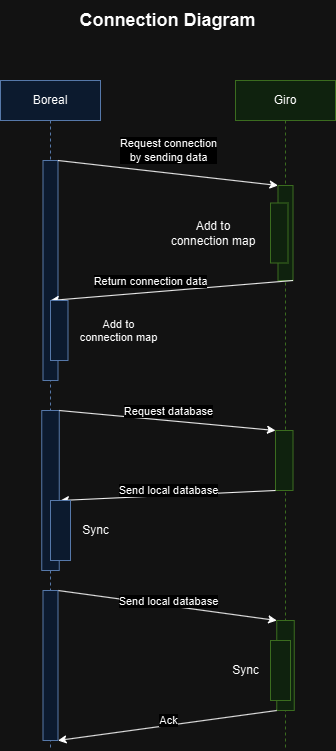 Connection Diagram
Boreal
Giro
Request connection
by sending data
Add to
connection map
Return connection data
Add to
connection map
Request database
Send local database
Sync
Send local database
Sync
Ack